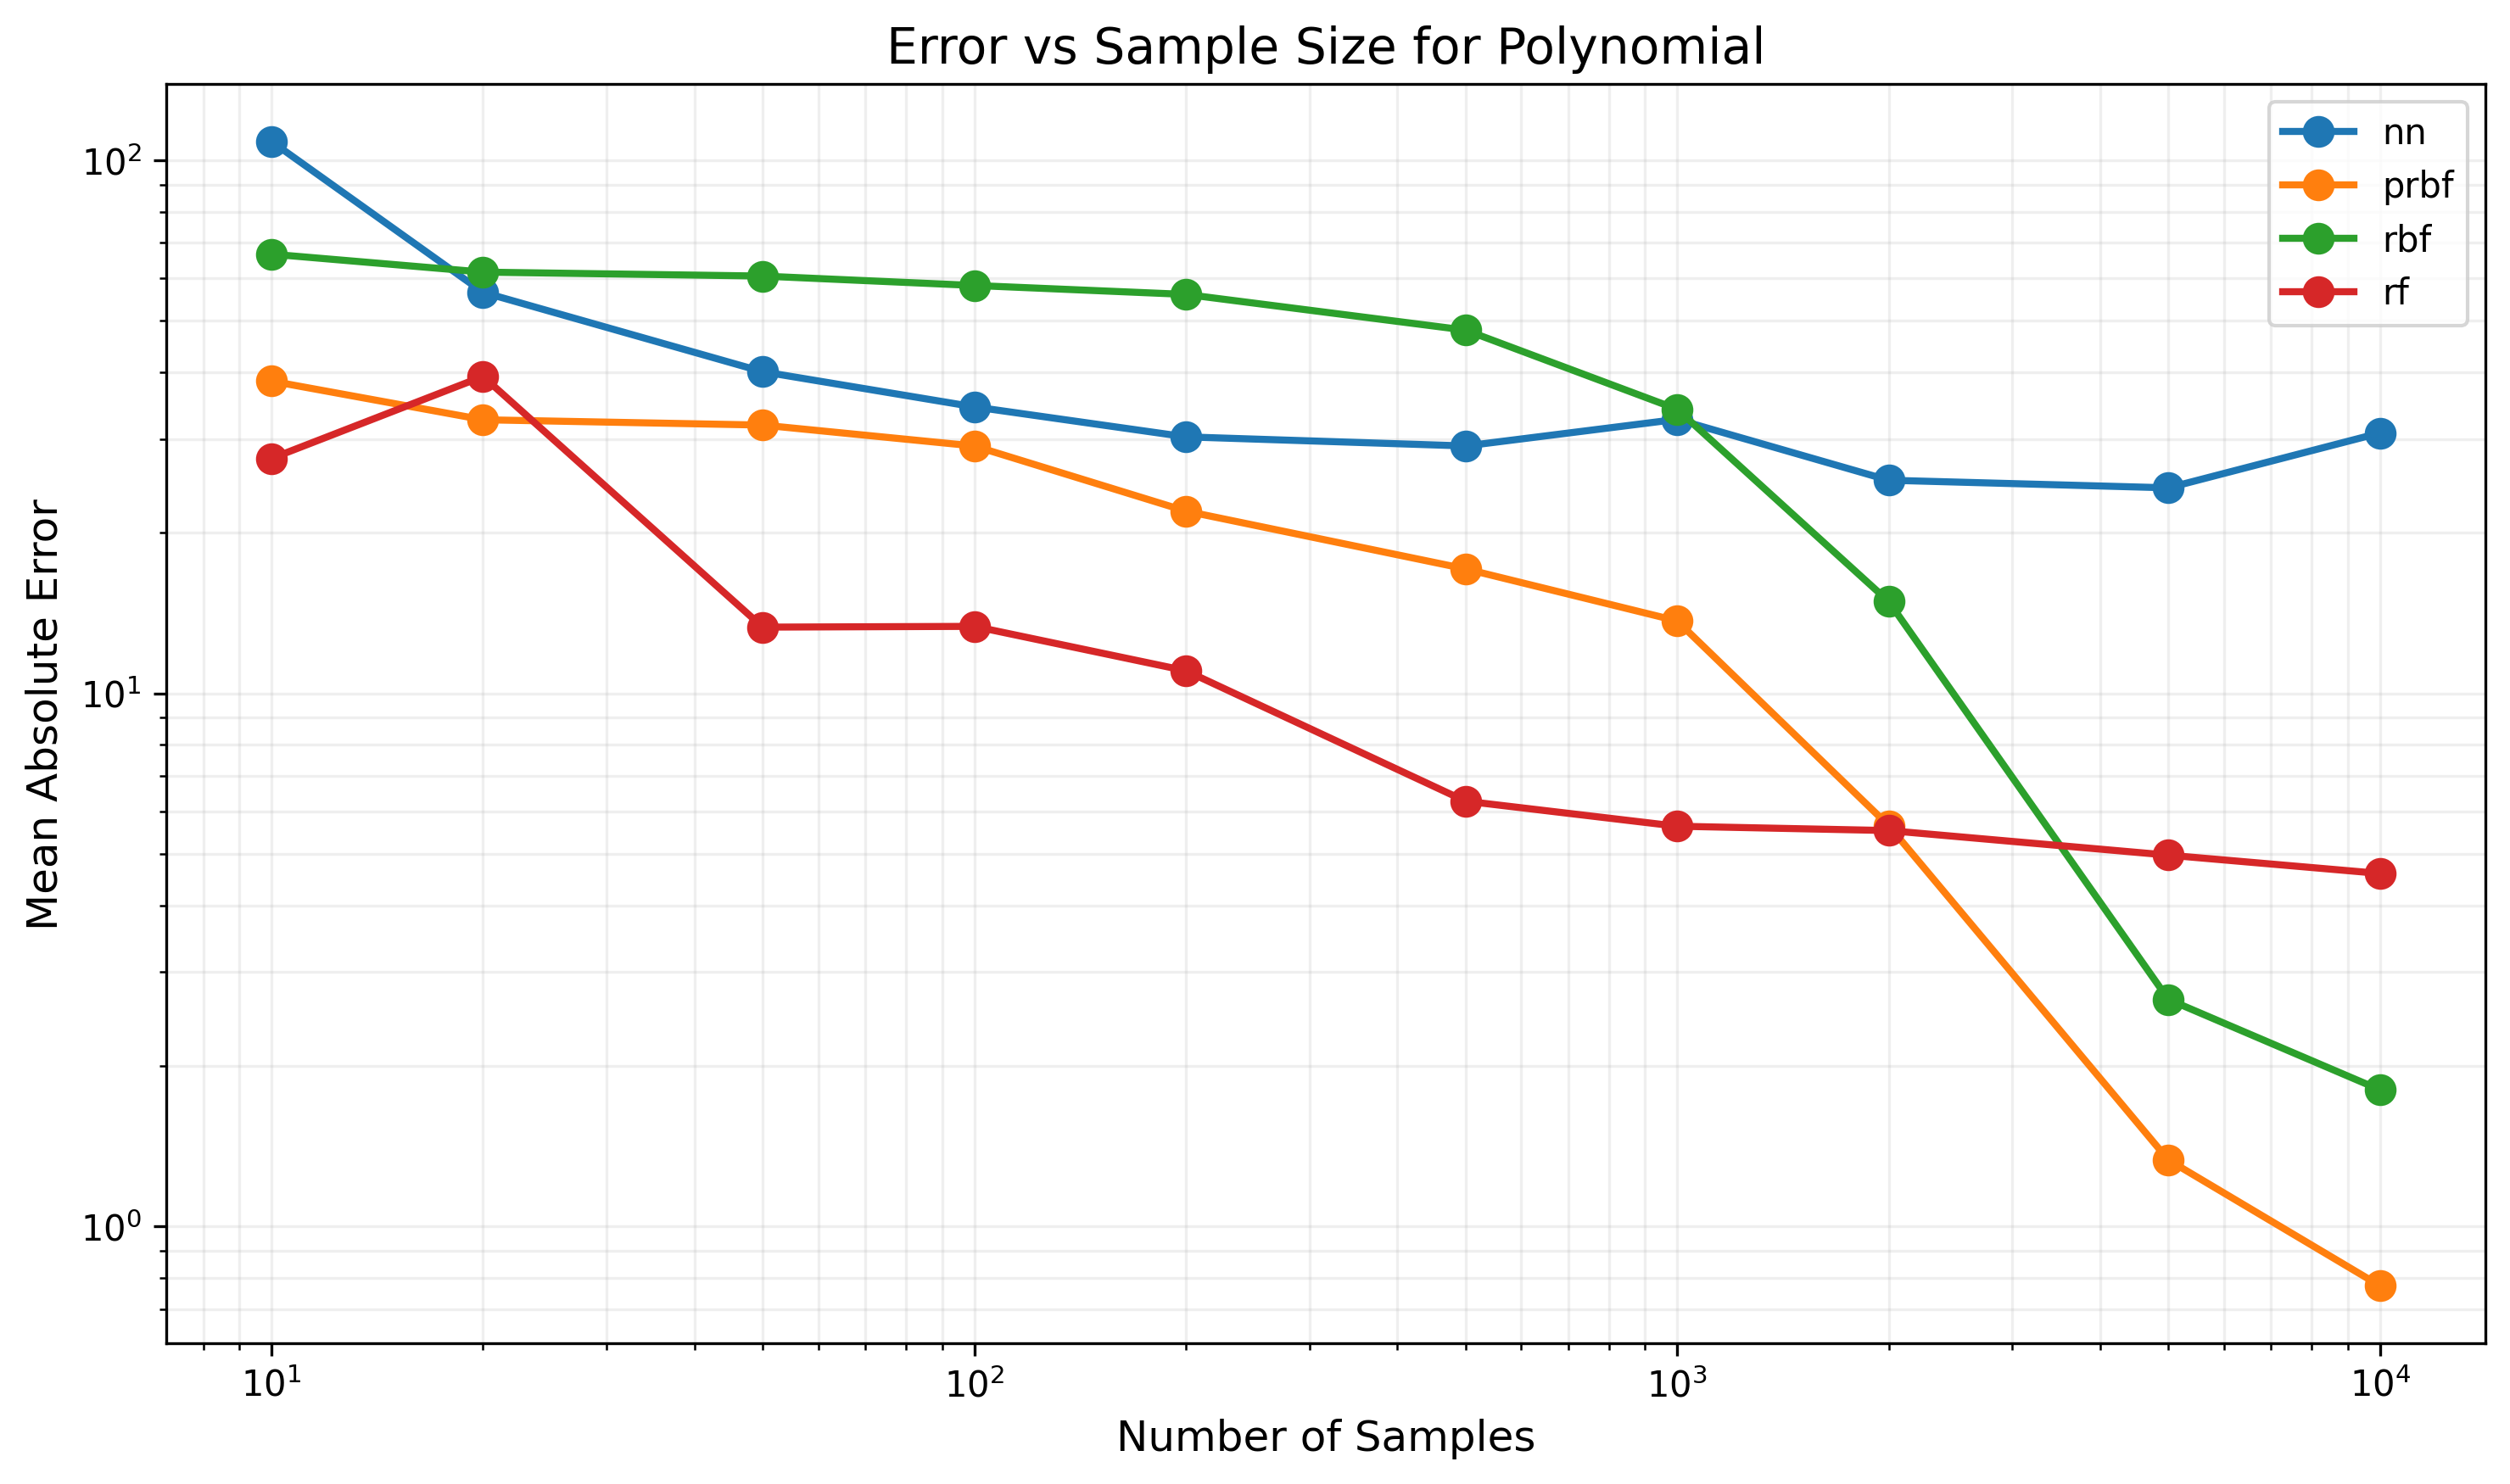 Error vs Sample Size for Polynomial
nn
prbf
rbf
rf
Mean Absolute Error
10²
10¹
10⁰
10¹
10²
10³
10⁴
Number of Samples